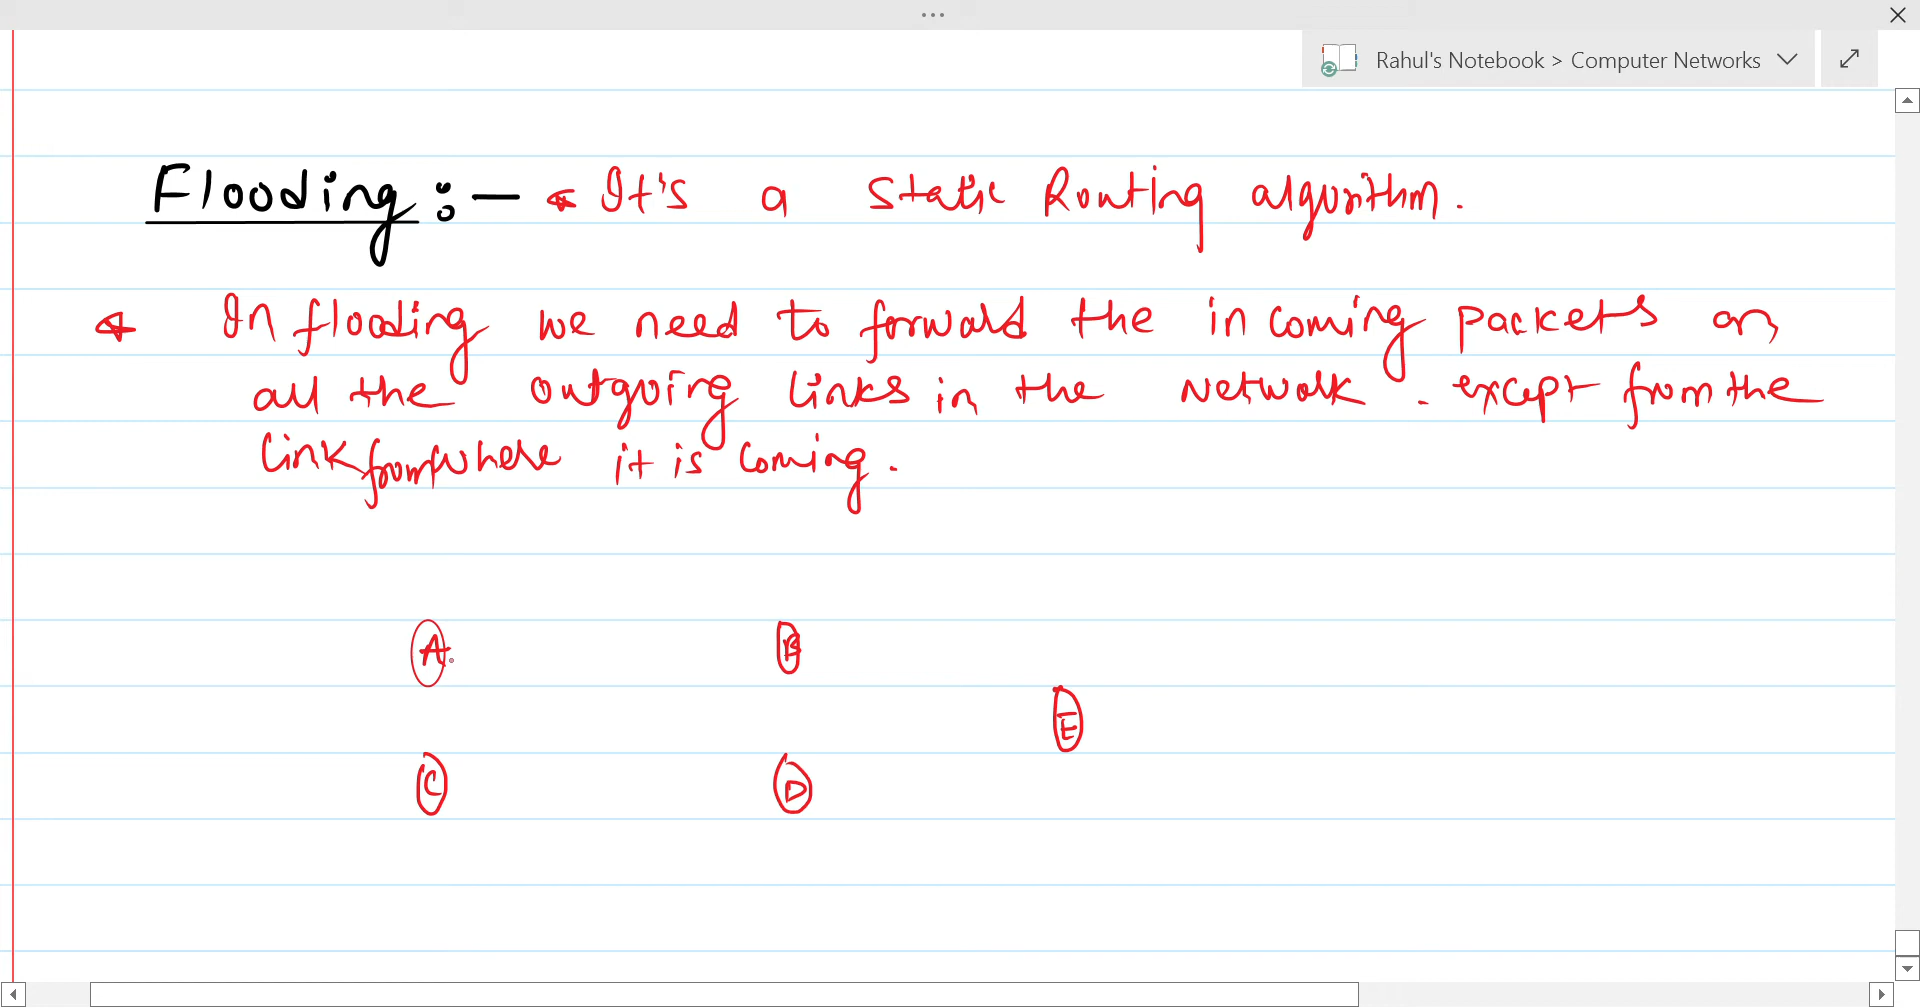 Rahul's Notebook > Computer Networks
Flooding :— It's a Static Routing algorithm.
In flooding we need to forward the incoming packets on
all the outgoing links in the Network. except from the
link from where it is coming.
A B
E
C D